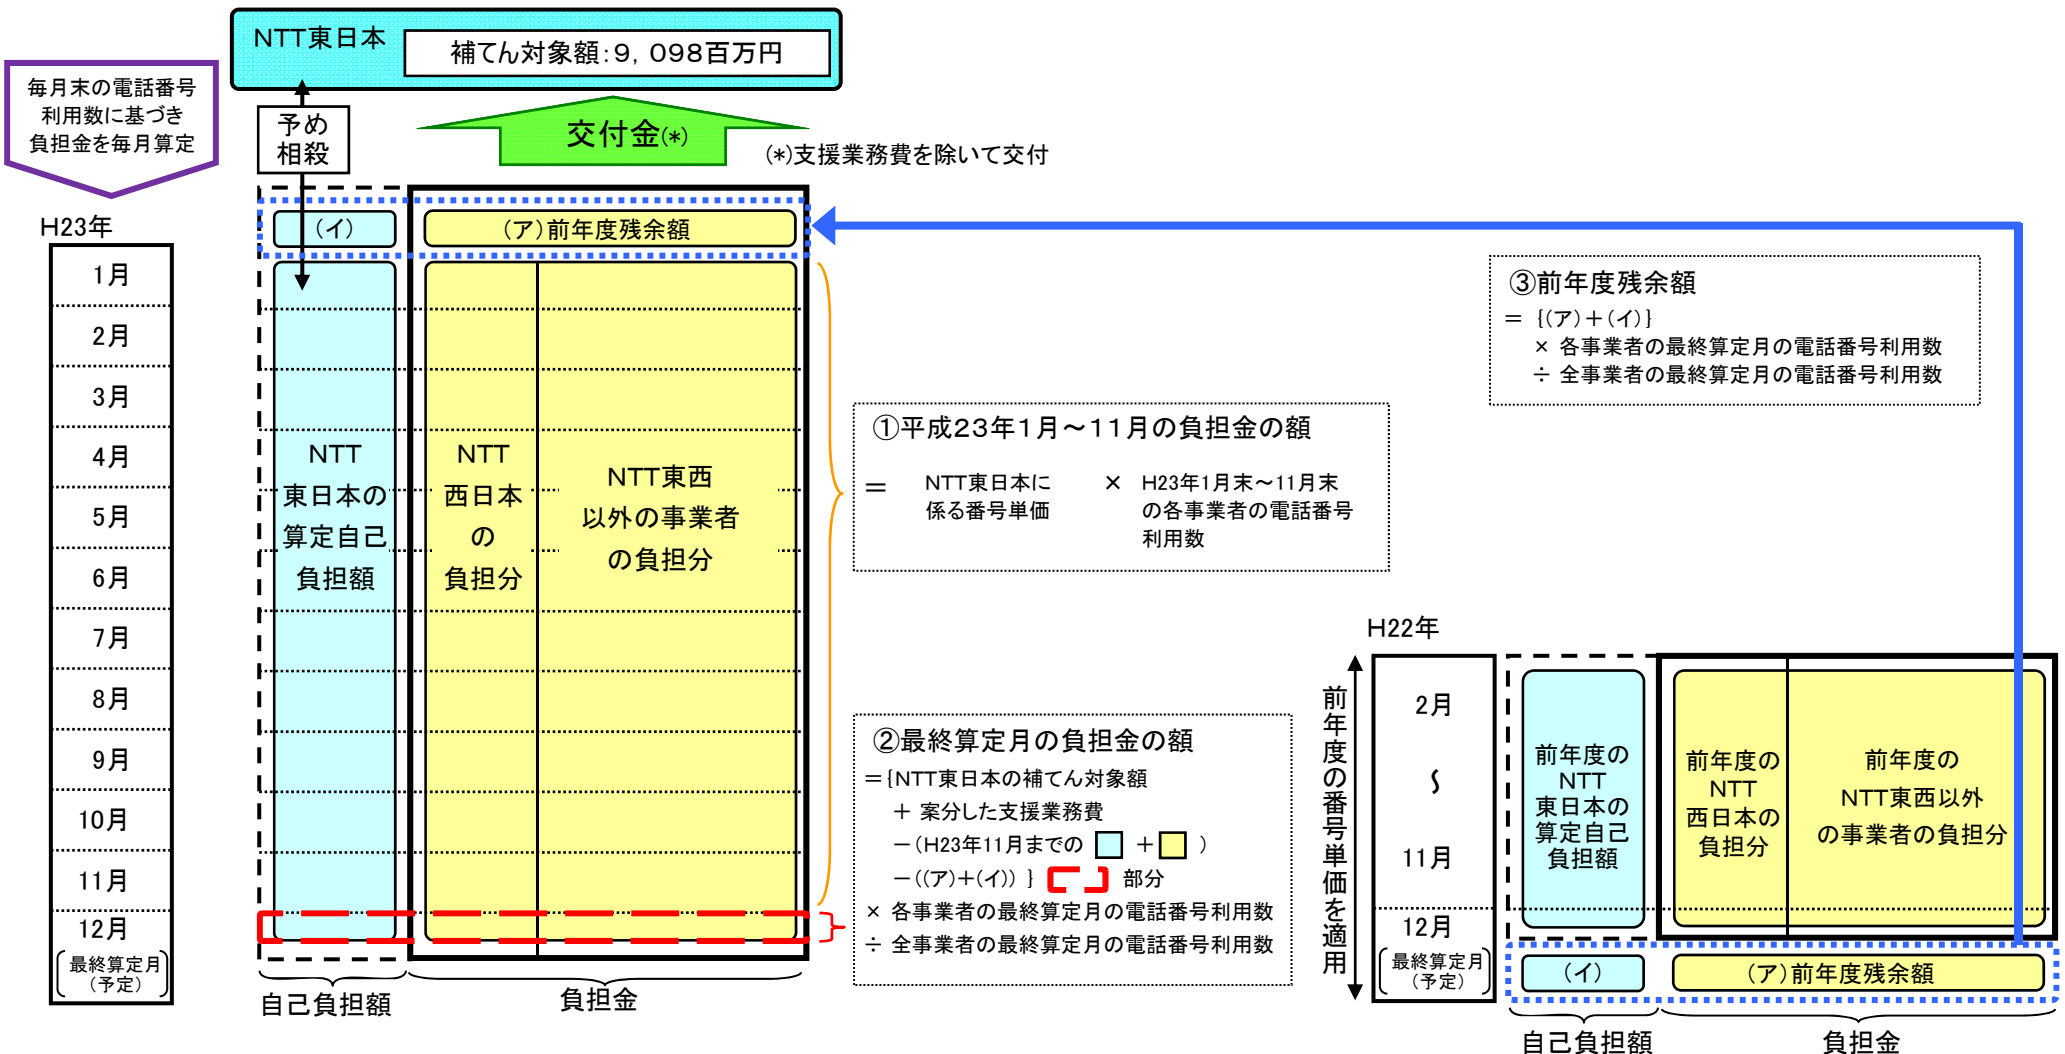 NTT東日本
補てん対象額:9,098百万円
毎月末の電話番号
利用数に基づき
負担金を毎月算定
予め
相殺
交付金(*)
(*)支援業務費を除いて交付
H23年
1月
2月
3月
4月
5月
6月
7月
8月
9月
10月
11月
12月
最終算定月
(予定)
(イ)
(ア)前年度残余額
NTT
東日本の
算定自己
負担額
NTT
西日本
の
負担分
NTT東西
以外の事業者
の負担分
自己負担額
負担金
①平成23年1月~11月の負担金の額
= NTT東日本に
係る番号単価
× H23年1月末~11月末
の各事業者の電話番号
利用数
②最終算定月の負担金の額
={NTT東日本の補てん対象額
+ 案分した支援業務費
-(H23年11月までの + )
-((ア)+(イ)) } 部分
× 各事業者の最終算定月の電話番号利用数
÷ 全事業者の最終算定月の電話番号利用数
③前年度残余額
= {(ア)+(イ)}
× 各事業者の最終算定月の電話番号利用数
÷ 全事業者の最終算定月の電話番号利用数
H22年
前年度の番号単価を適用
2月
~
11月
12月
最終算定月
(予定)
前年度の
NTT
東日本の
算定自己
負担額
前年度の
NTT
西日本の
負担分
前年度の
NTT東西以外
の事業者の負担分
(イ)
(ア)前年度残余額
自己負担額
負担金